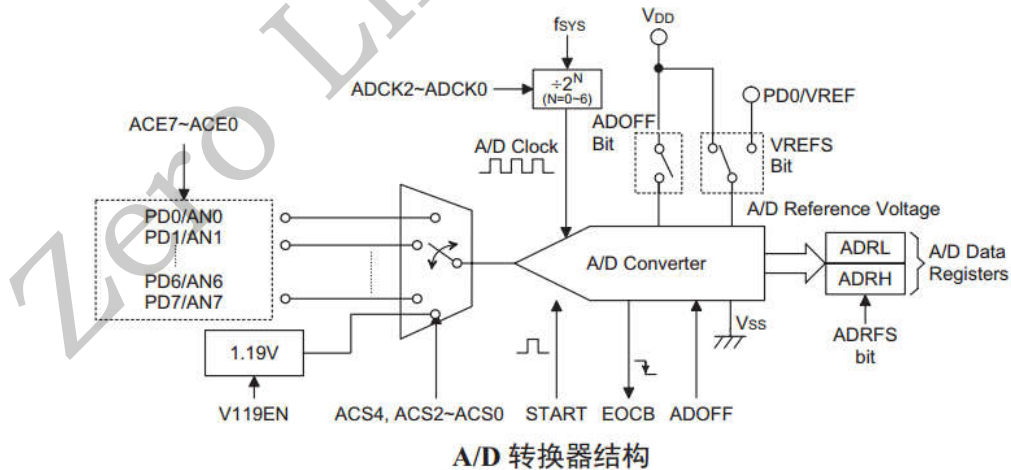 fSYS
VDD
ADCK2~ADCK0
÷2^N
(N=0~6)
PD0/VREF
ACE7~ACE0
ADOFF
Bit
VREFS
Bit
A/D Clock
A/D Reference Voltage
PD0/AN0
PD1/AN1
PD6/AN6
PD7/AN7
A/D Converter
ADRL
ADRH
A/D Data
Registers
VSS
ADRFS
bit
1.19V
V119EN
ACS4, ACS2~ACS0
START
EOCB
ADOFF
A/D 转换器结构